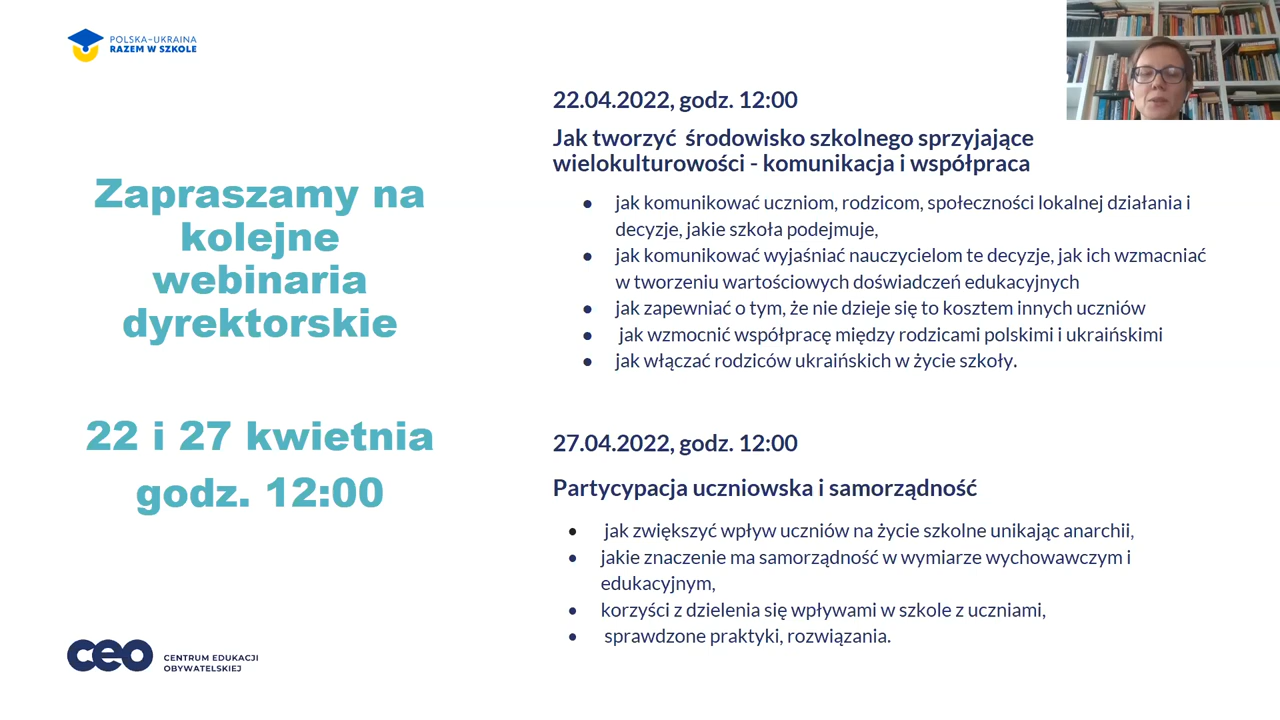 POLSKA-UKRAINA
RAZEM W SZKOLE
Zapraszamy na
kolejne
webinaria
dyrektorskie
22 i 27 kwietnia
godz. 12:00
ceo
CENTRUM EDUKACJI
OBYWATELSKIEJ
22.04.2022, godz. 12:00
Jak tworzyć środowisko szkolnego sprzyjające
wielokulturowości - komunikacja i współpraca
● jak komunikować uczniom, rodzicom, społeczności lokalnej działania i
decyzje, jakie szkoła podejmuje,
● jak komunikować wyjaśniać nauczycielom te decyzje, jak ich wzmacniać
w tworzeniu wartościowych doświadczeń edukacyjnych
● jak zapewniać o tym, że nie dzieje się to kosztem innych uczniów
● jak wzmocnić współpracę między rodzicami polskimi i ukraińskimi
● jak włączać rodziców ukraińskich w życie szkoły.
27.04.2022, godz. 12:00
Partycypacja uczniowska i samorządność
● jak zwiększyć wpływ uczniów na życie szkolne unikając anarchii,
● jakie znaczenie ma samorządność w wymiarze wychowawczym i
edukacyjnym,
● korzyści z dzielenia się wpływami w szkole z uczniami,
● sprawdzone praktyki, rozwiązania.